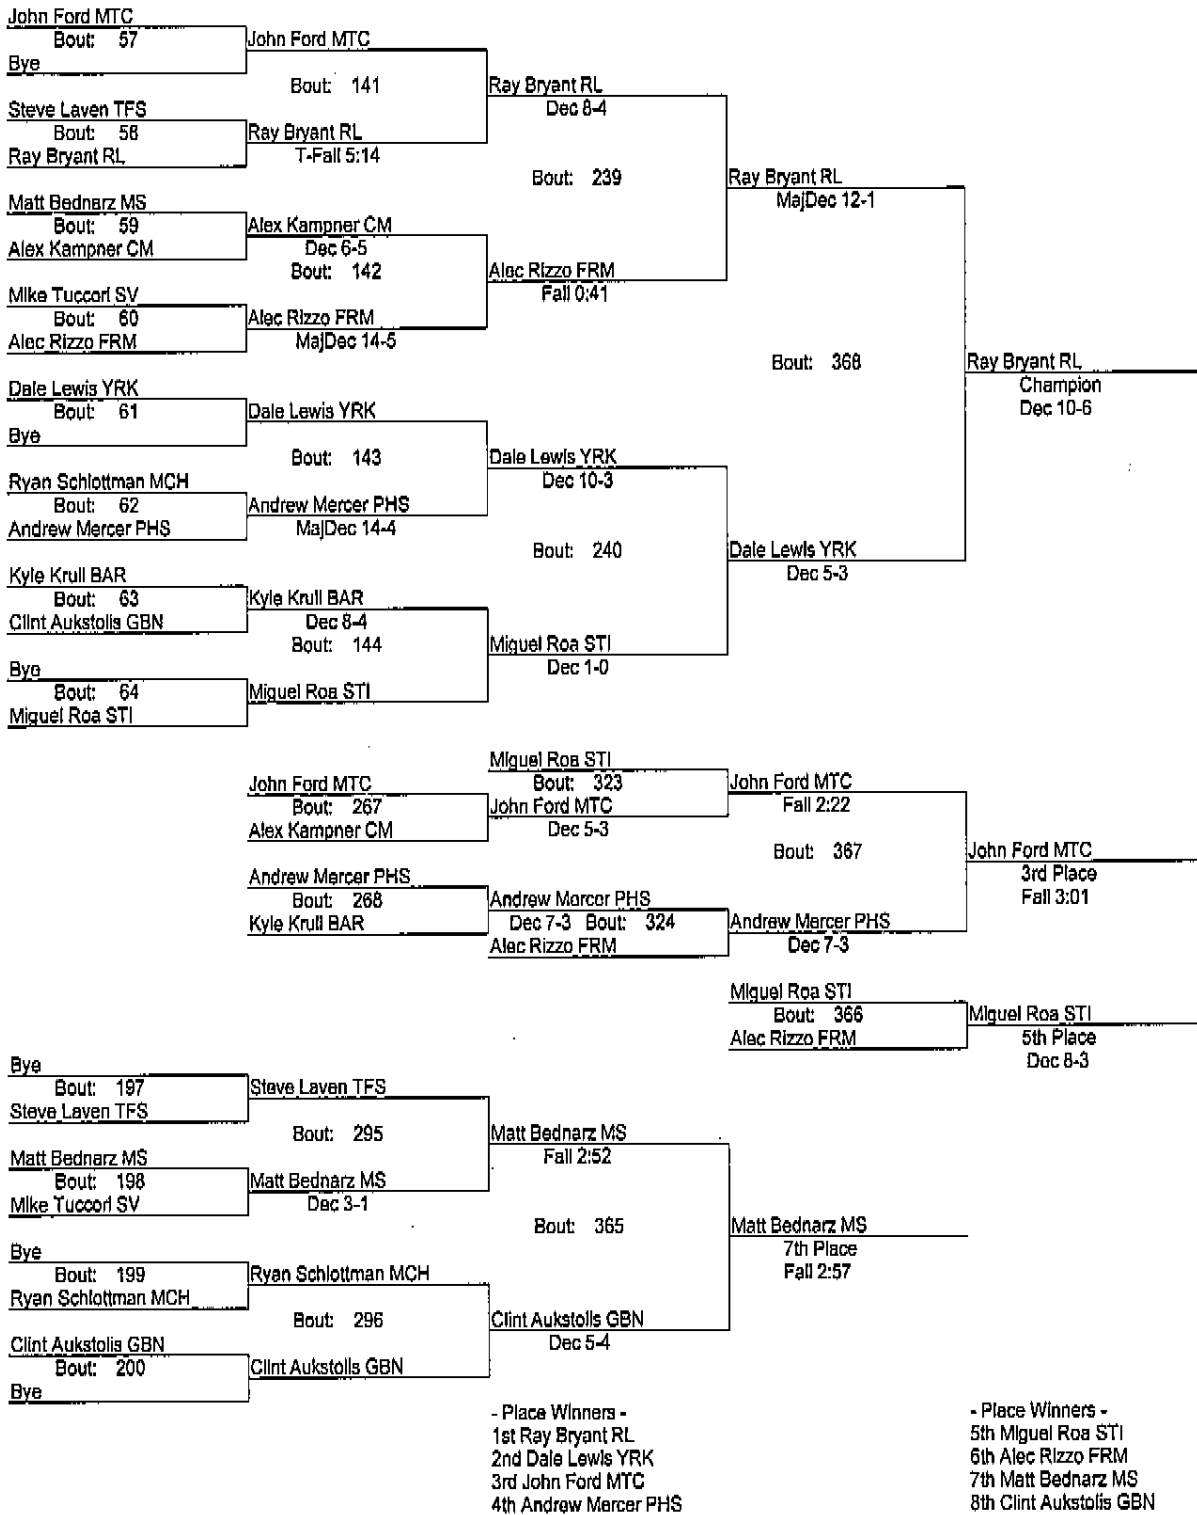 John Ford MTC
Bout: 57
Bye
John Ford MTC
Bout: 141
Steve Laven TFS
Bout: 58
Ray Bryant RL
Ray Bryant RL
T-Fall 5:14
Ray Bryant RL
Dec 8-4
Bout: 239
Matt Bednarz MS
Bout: 59
Alex Kampner CM
Alex Kampner CM
Dec 6-5
Bout: 142
Mike Tuccori SV
Bout: 60
Alec Rizzo FRM
Alec Rizzo FRM
MajDec 14-5
Alec Rizzo FRM
Fall 0:41
Ray Bryant RL
MajDec 12-1
Bout: 368
Ray Bryant RL
Champion
Dec 10-6
Dale Lewis YRK
Bout: 61
Bye
Dale Lewis YRK
Bout: 143
Ryan Schlottman MCH
Bout: 62
Andrew Mercer PHS
Andrew Mercer PHS
MajDec 14-4
Dale Lewis YRK
Dec 10-3
Bout: 240
Dale Lewis YRK
Dec 5-3
Kyle Krull BAR
Bout: 63
Clint Aukstolis GBN
Kyle Krull BAR
Dec 8-4
Bout: 144
Bye
Bout: 64
Miguel Roa STI
Miguel Roa STI
Miguel Roa STI
Dec 1-0
John Ford MTC
Bout: 267
Alex Kampner CM
Miguel Roa STI
Bout: 323
John Ford MTC
Dec 5-3
John Ford MTC
Fall 2:22
Bout: 367
John Ford MTC
3rd Place
Fall 3:01
Andrew Mercer PHS
Bout: 268
Kyle Krull BAR
Andrew Mercer PHS
Dec 7-3 Bout: 324
Alec Rizzo FRM
Andrew Mercer PHS
Dec 7-3
Miguel Roa STI
Bout: 366
Alec Rizzo FRM
Miguel Roa STI
5th Place
Dec 8-3
Bye
Bout: 197
Steve Laven TFS
Steve Laven TFS
Bout: 295
Matt Bednarz MS
Bout: 198
Mike Tuccori SV
Matt Bednarz MS
Dec 3-1
Matt Bednarz MS
Fall 2:52
Bout: 365
Matt Bednarz MS
7th Place
Fall 2:57
Bye
Bout: 199
Ryan Schlottman MCH
Ryan Schlottman MCH
Bout: 296
Clint Aukstolis GBN
Bout: 200
Bye
Clint Aukstolis GBN
Clint Aukstolis GBN
Dec 5-4
- Place Winners -
1st Ray Bryant RL
2nd Dale Lewis YRK
3rd John Ford MTC
4th Andrew Mercer PHS
- Place Winners -
5th Miguel Roa STI
6th Alec Rizzo FRM
7th Matt Bednarz MS
8th Clint Aukstolis GBN